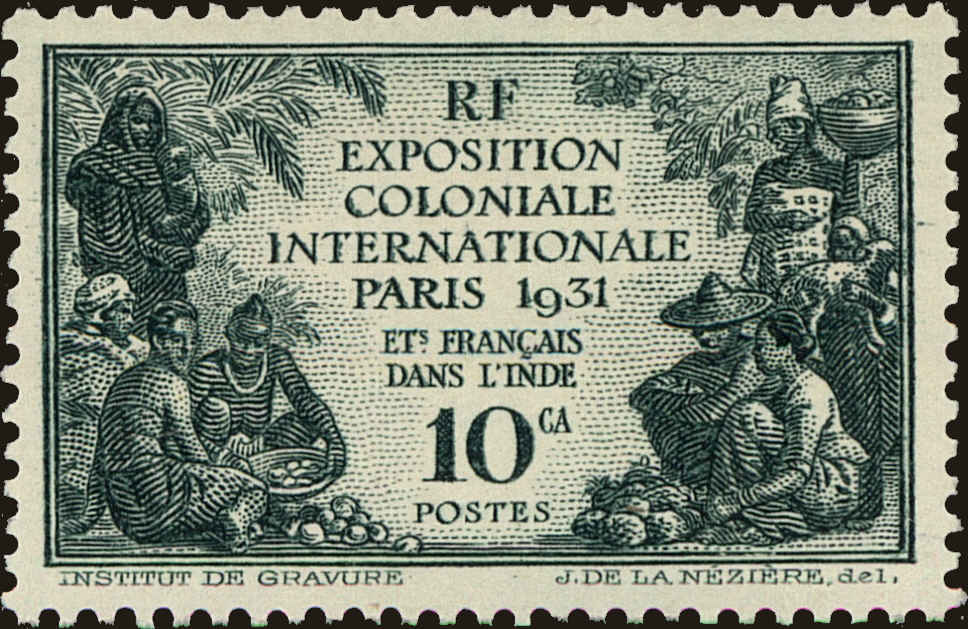 RF
EXPOSITION
COLONIALE
INTERNATIONALE
PARIS 1931
ETS FRANÇAIS
DANS L'INDE
10 CA
POSTES
INSTITUT DE GRAVURE
J. DE LA NÉZIÈRE, del,